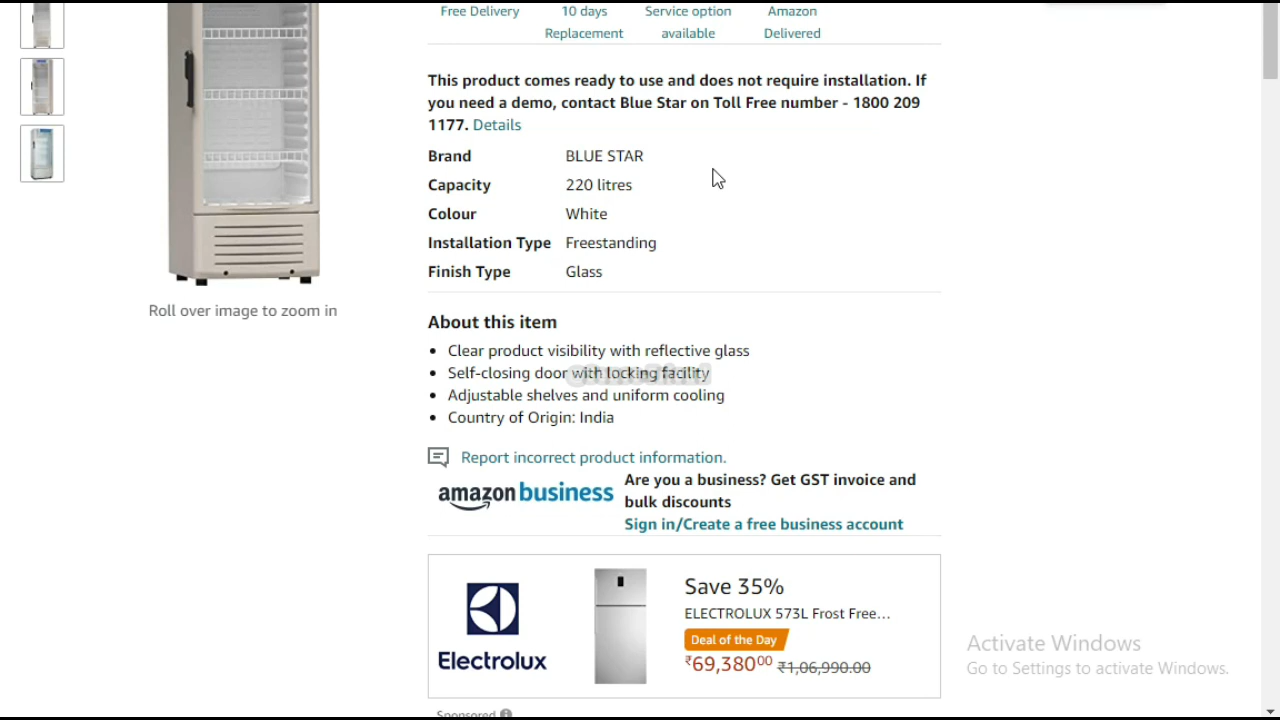 Free Delivery
10 days
Replacement
Service option
available
Amazon
Delivered
This product comes ready to use and does not require installation. If
you need a demo, contact Blue Star on Toll Free number - 1800 209
1177. Details
Brand BLUE STAR
Capacity 220 litres
Colour White
Installation Type Freestanding
Finish Type Glass
Roll over image to zoom in
About this item
• Clear product visibility with reflective glass
• Self-closing door with locking facility
• Adjustable shelves and uniform cooling
• Country of Origin: India
Report incorrect product information.
amazon business
Are you a business? Get GST invoice and
bulk discounts
Sign in/Create a free business account
Electrolux
Save 35%
ELECTROLUX 573L Frost Free...
Deal of the Day
₹69,380⁰⁰ ₹1,06,990.00
Sponsored
Activate Windows
Go to Settings to activate Windows.